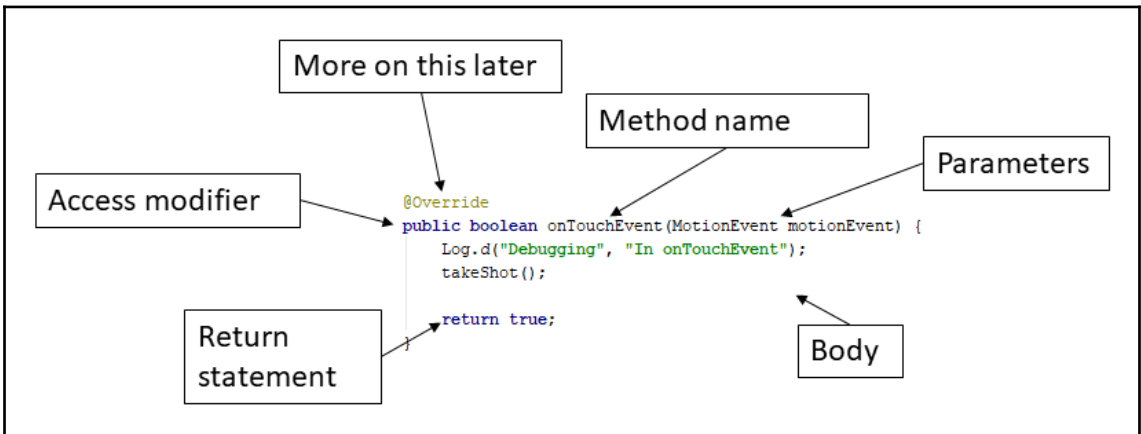 More on this later
Method name
Parameters
Access modifier
@Override
public boolean onTouchEvent(MotionEvent motionEvent) {
Log.d("Debugging", "In onTouchEvent");
takeShot();
return true;
}
Return
statement
Body